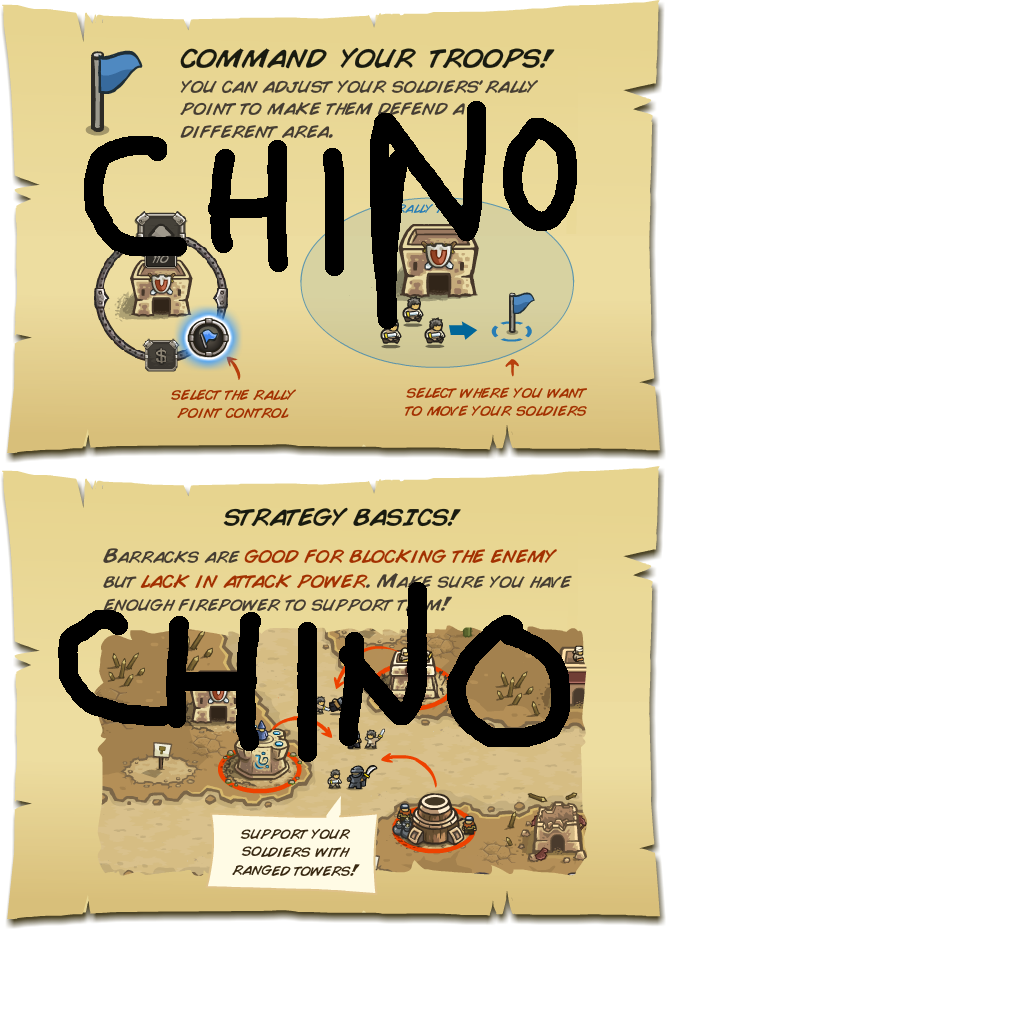 COMMAND YOUR TROOPS!
YOU CAN ADJUST YOUR SOLDIERS' RALLY
POINT TO MAKE THEM DEFEND A
DIFFERENT AREA.
CHINO
RALLY
110
$
SELECT THE RALLY
POINT CONTROL
SELECT WHERE YOU WANT
TO MOVE YOUR SOLDIERS
STRATEGY BASICS!
BARRACKS ARE GOOD FOR BLOCKING THE ENEMY
BUT LACK IN ATTACK POWER. MAKE SURE YOU HAVE
ENOUGH FIREPOWER TO SUPPORT THEM!
CHINO
SUPPORT YOUR
SOLDIERS WITH
RANGED TOWERS!